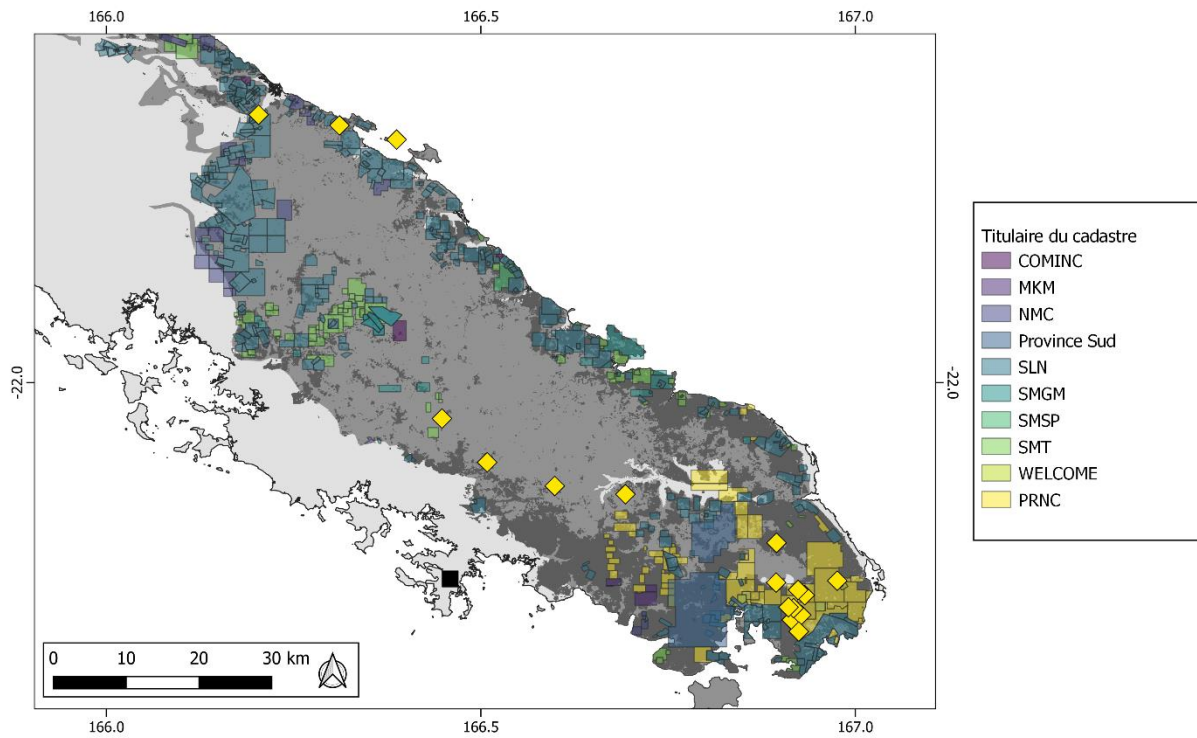 166.0 166.5 167.0
-22.0 -22.0
Titulaire du cadastre
COMINC
MKM
NMC
Province Sud
SLN
SMGM
SMSP
SMT
WELCOME
PRNC
0 10 20 30 km
166.0 166.5 167.0